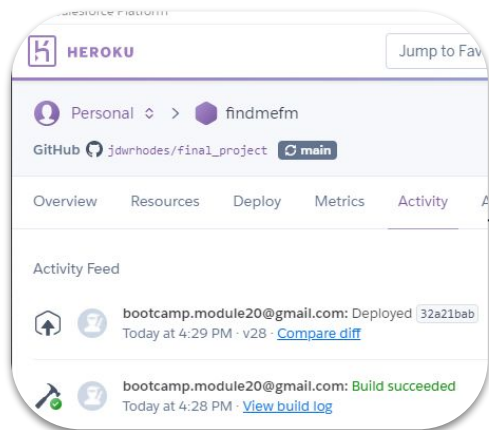 Salesforce Platform
HEROKU
Jump to Fav
Personal > findmefm
GitHub jdwrhodes/final_project main
Overview Resources Deploy Metrics Activity
Activity Feed
bootcamp.module20@gmail.com: Deployed 32a21bab
Today at 4:29 PM · v28 · Compare diff
bootcamp.module20@gmail.com: Build succeeded
Today at 4:28 PM · View build log